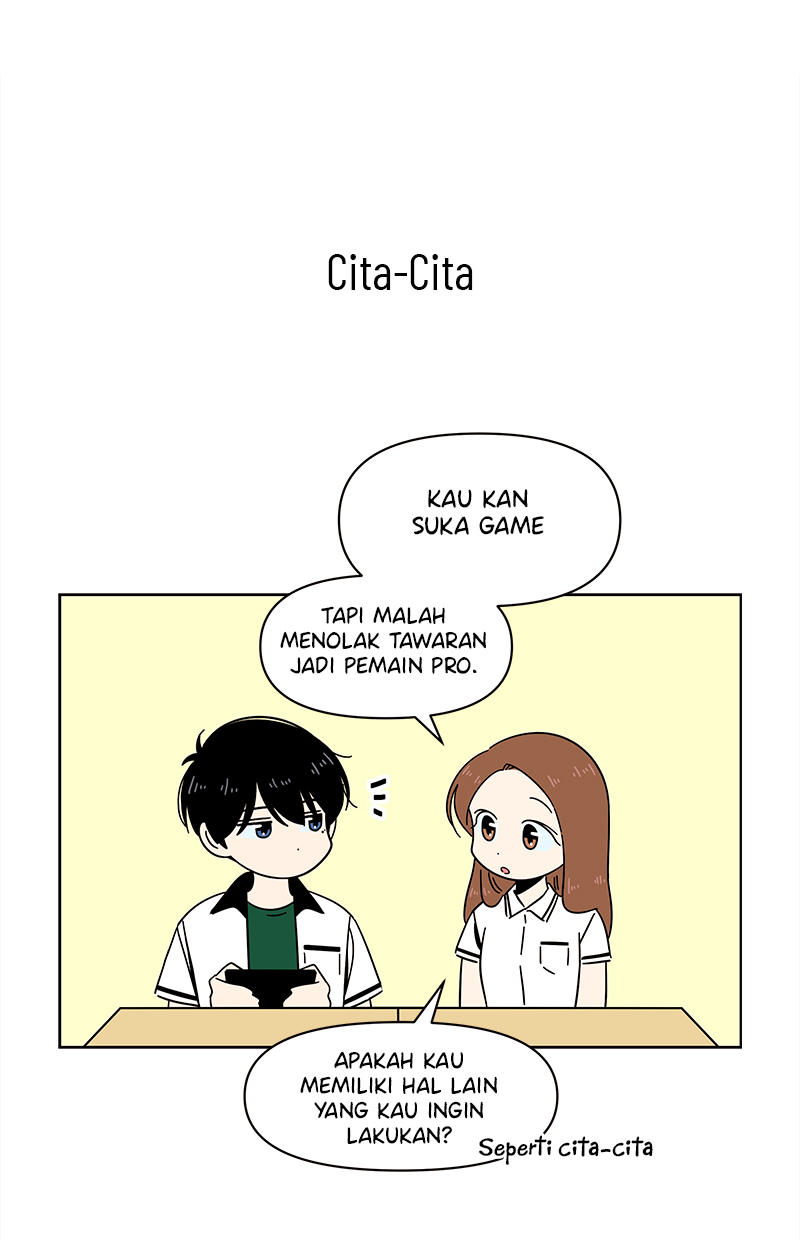 Cita-Cita
KAU KAN
SUKA GAME
TAPI MALAH
MENOLAK TAWARAN
JADI PEMAIN PRO.
APAKAH KAU
MEMILIKI HAL LAIN
YANG KAU INGIN
LAKUKAN?
Seperti cita-cita